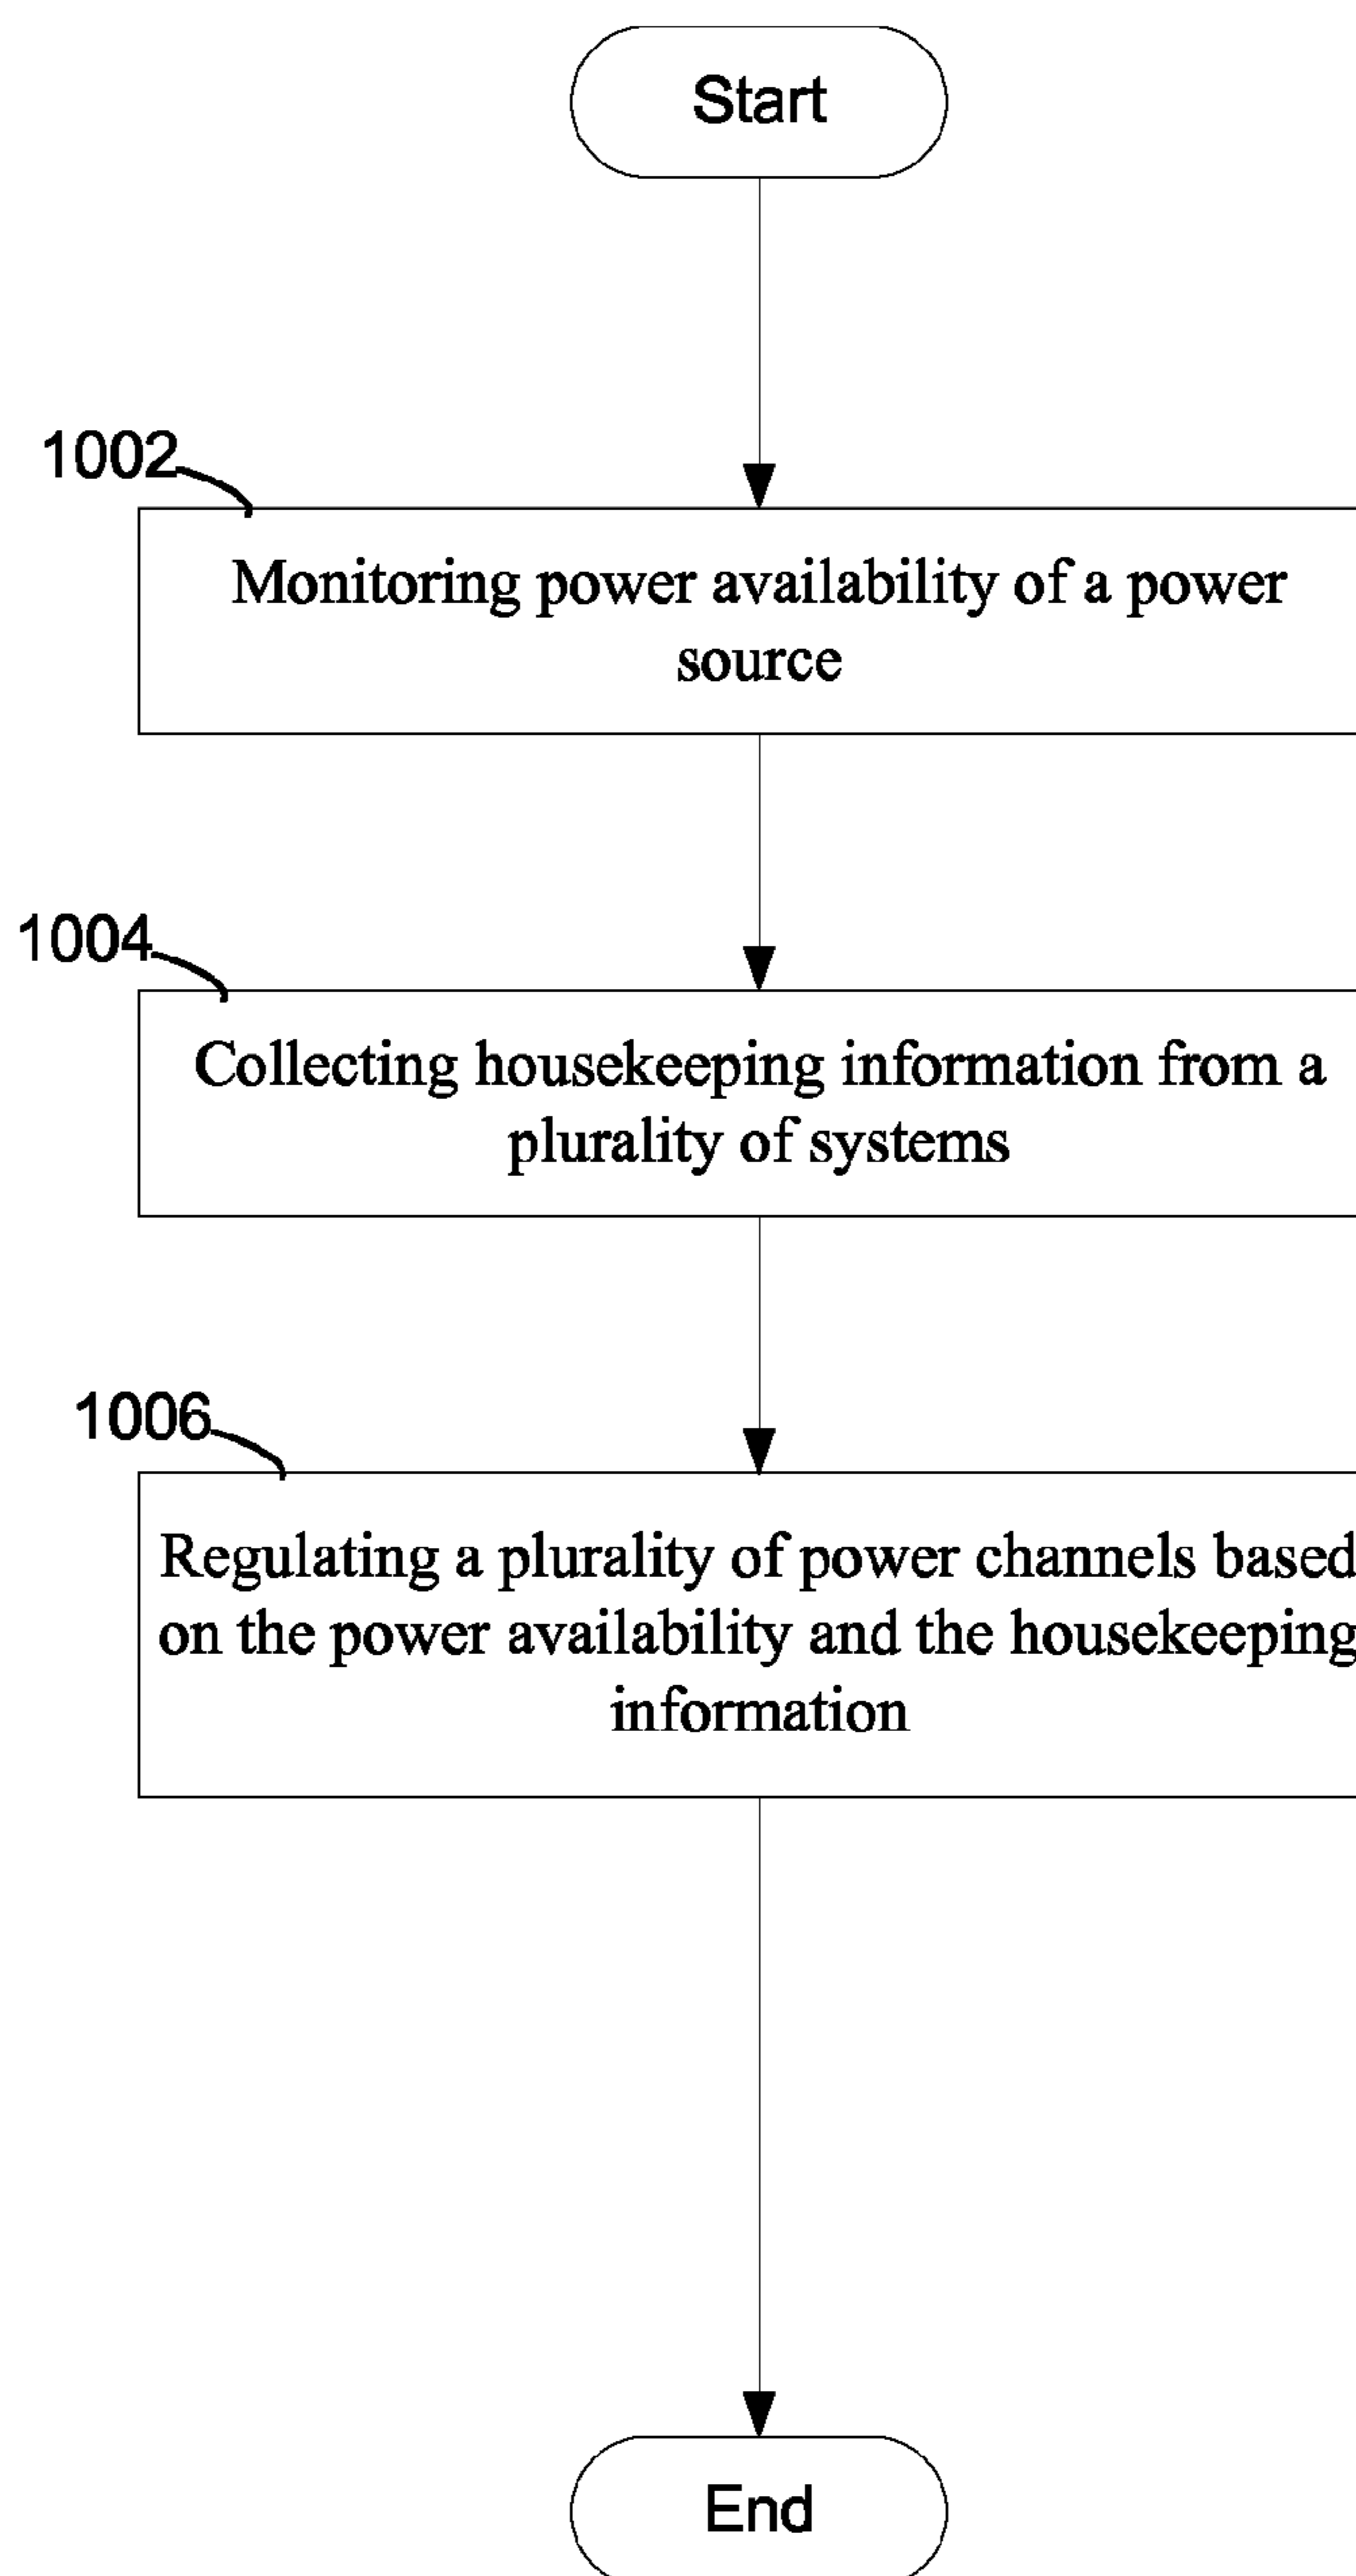 Start
1002
Monitoring power availability of a power
source
1004
Collecting housekeeping information from a
plurality of systems
1006
Regulating a plurality of power channels based
on the power availability and the housekeeping
information
End